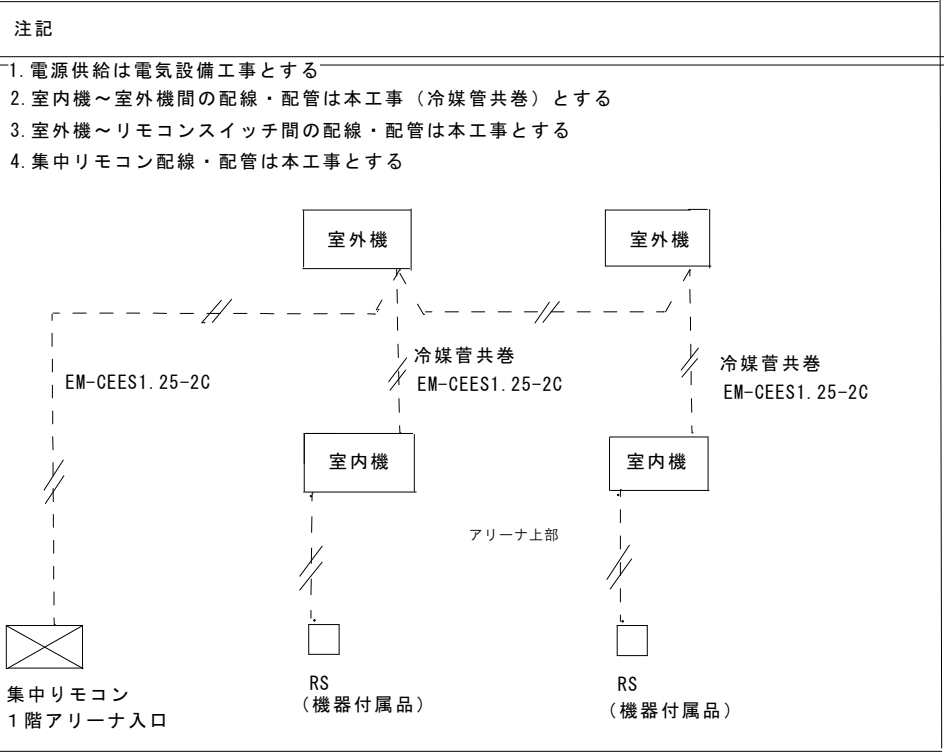 注記
1.電源供給は電気設備工事とする
2.室内機～室外機間の配線・配管は本工事（冷媒管共巻）とする
3.室外機～リモコンスイッチ間の配線・配管は本工事とする
4.集中リモコン配線・配管は本工事とする
室外機
室外機
冷媒菅共巻
EM-CEES1.25-2C
冷媒菅共巻
EM-CEES1.25-2C
EM-CEES1.25-2C
室内機
室内機
アリーナ上部
集中りモコン
1階アリーナ入口
RS
（機器付属品）
RS
（機器付属品）